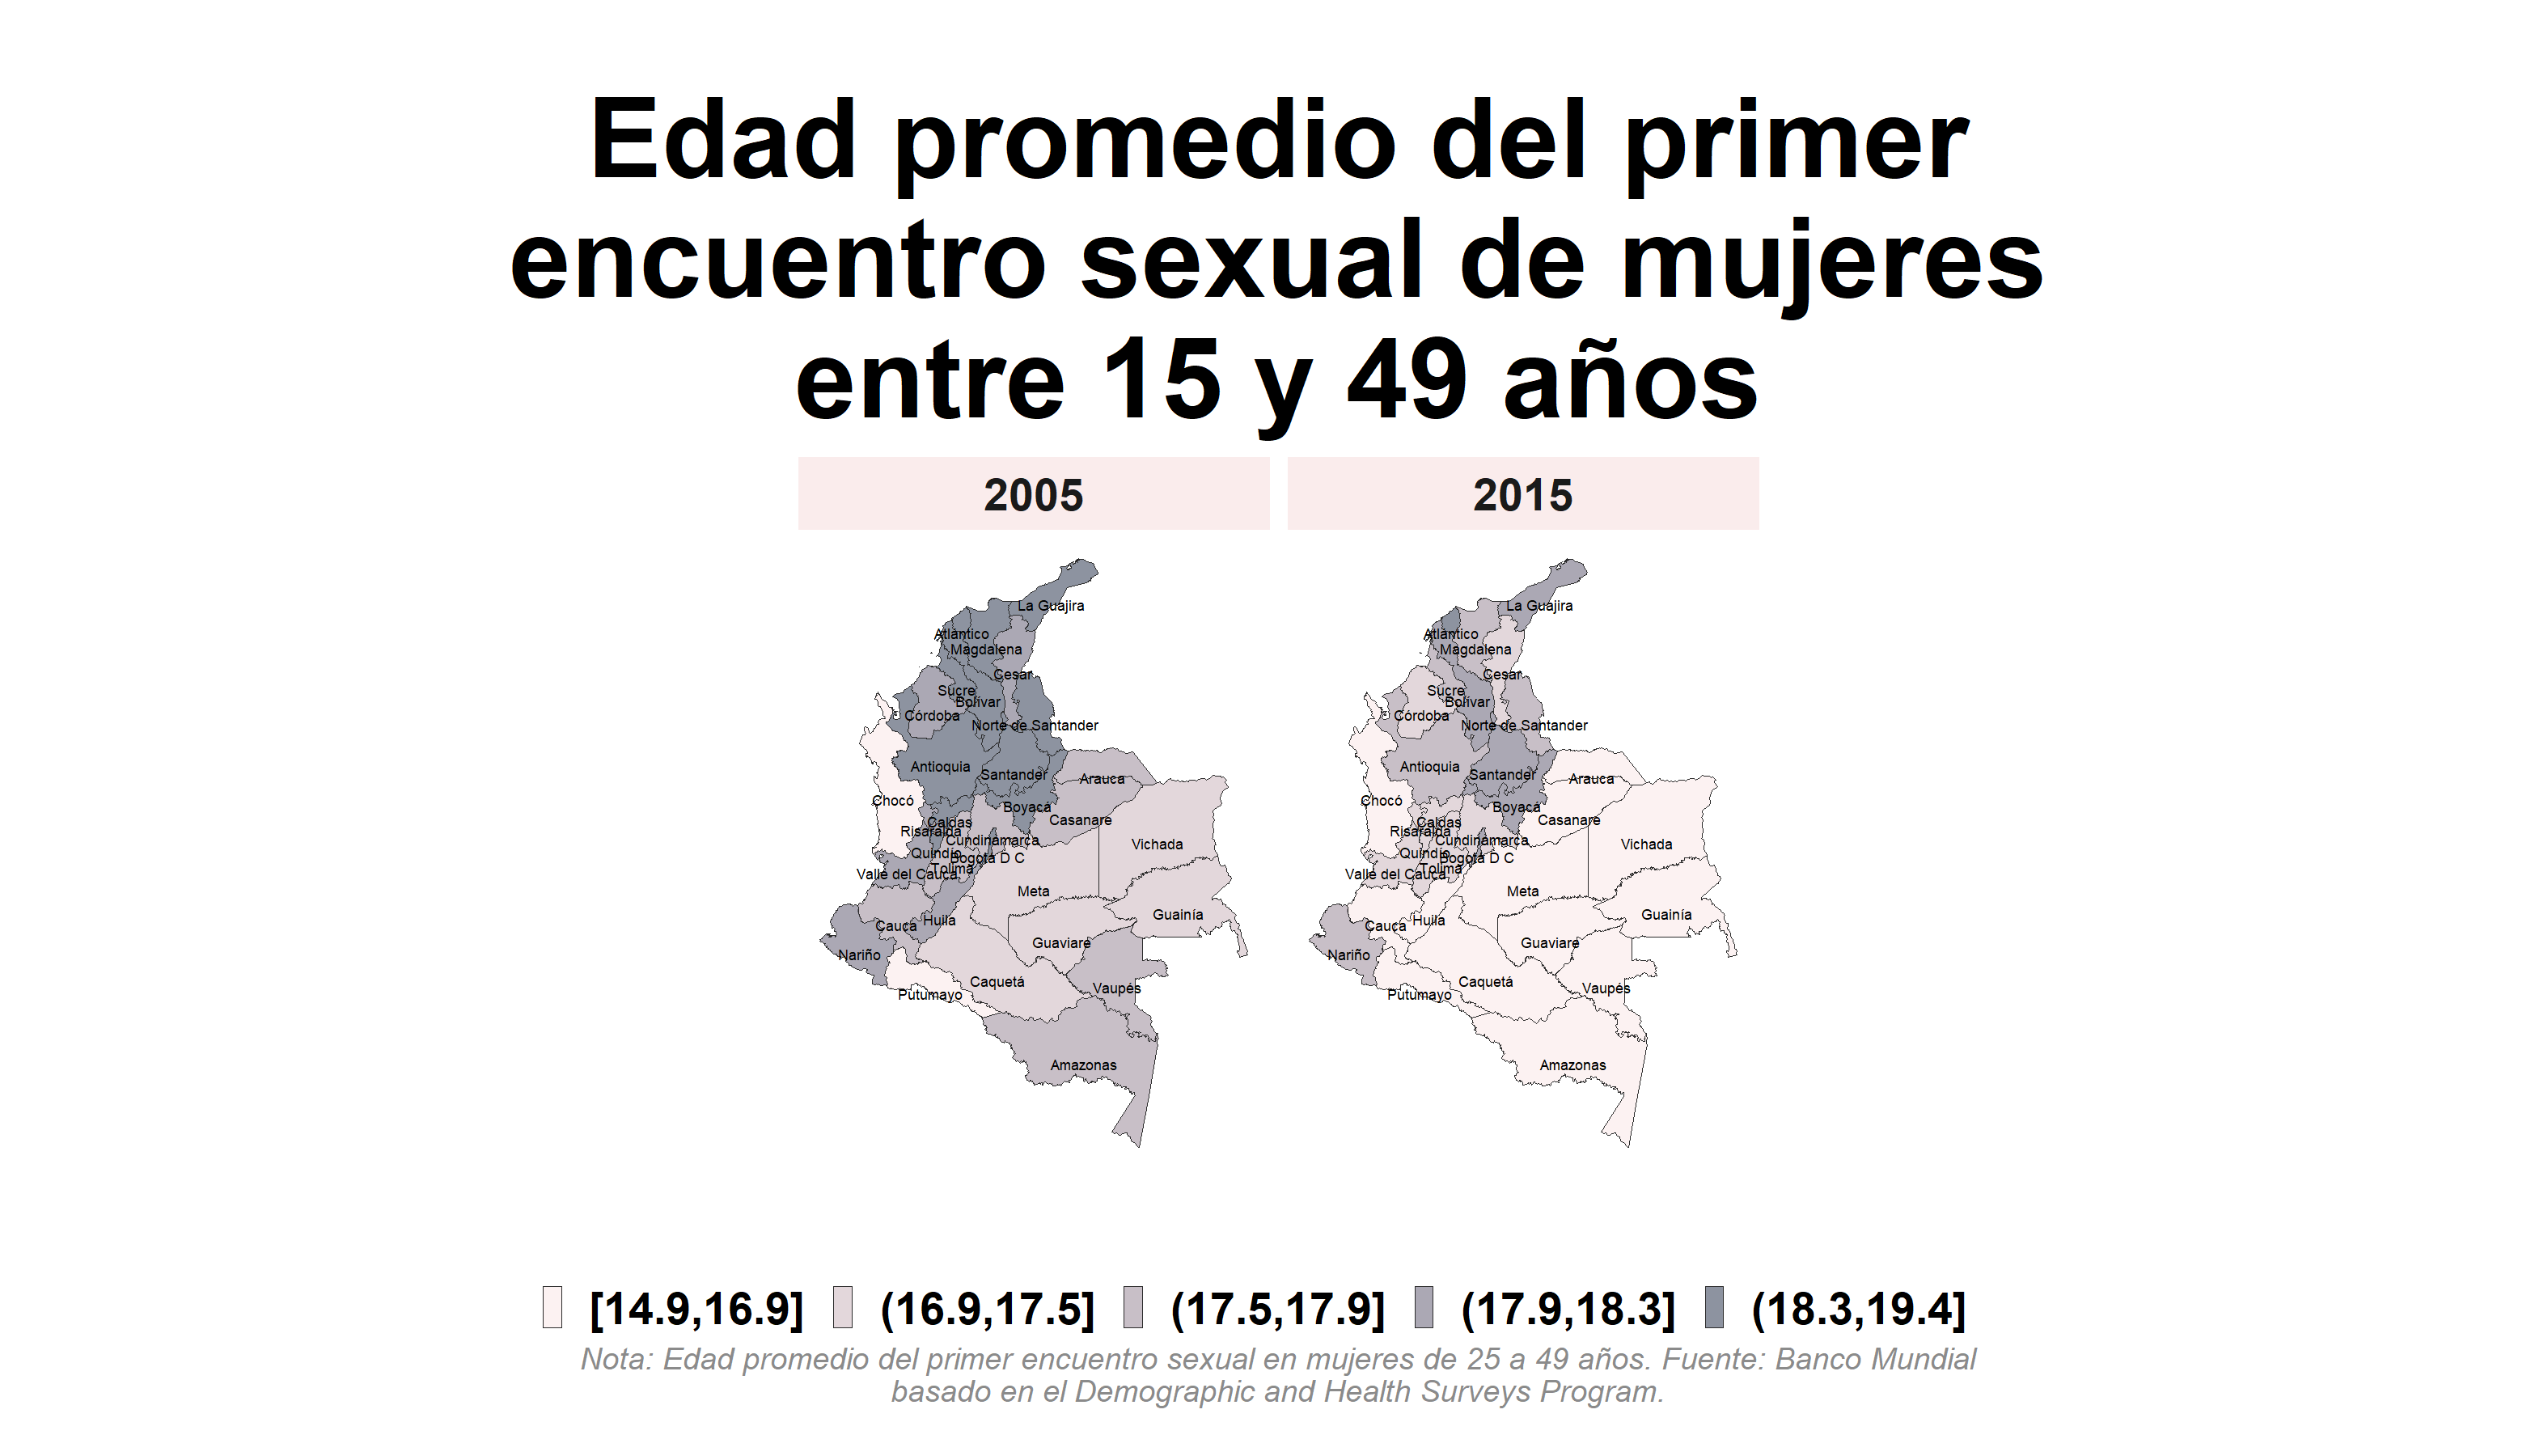 Edad promedio del primer
encuentro sexual de mujeres
entre 15 y 49 años
2005
2015
La Guajira
Atlántico
Magdalena
Cesar
Sucre
Bolívar
Córdoba
Norte de Santander
Antioquia
Santander
Arauca
Chocó
Boyacá
Casanare
Caldas
Risaralda
Cundinamarca
Vichada
Quindío
Bogotá D C
Tolima
Valle del Cauca
Meta
Guainía
Cauca
Huila
Guaviare
Nariño
Caquetá
Vaupés
Putumayo
Amazonas
La Guajira
Atlántico
Magdalena
Cesar
Sucre
Bolívar
Córdoba
Norte de Santander
Antioquia
Santander
Arauca
Chocó
Boyacá
Casanare
Caldas
Risaralda
Cundinamarca
Vichada
Quindío
Bogotá D C
Tolima
Valle del Cauca
Meta
Guainía
Cauca
Huila
Guaviare
Nariño
Caquetá
Vaupés
Putumayo
Amazonas
[14.9,16.9] (16.9,17.5] (17.5,17.9] (17.9,18.3] (18.3,19.4]
Nota: Edad promedio del primer encuentro sexual en mujeres de 25 a 49 años. Fuente: Banco Mundial
basado en el Demographic and Health Surveys Program.